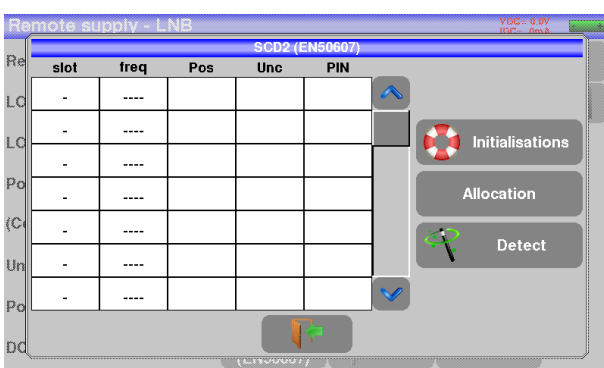 Remote supply - LNB
VDC= 0.0V
IDC= 0mA
SCD2 (EN50607)
Re
slot freq Pos Unc PIN
- ----
LO
- ----
Initialisations
LO
- ----
Po
- ----
Allocation
(Co
- ----
Detect
Un
- ----
- ----
Po
DC
(EN50607)